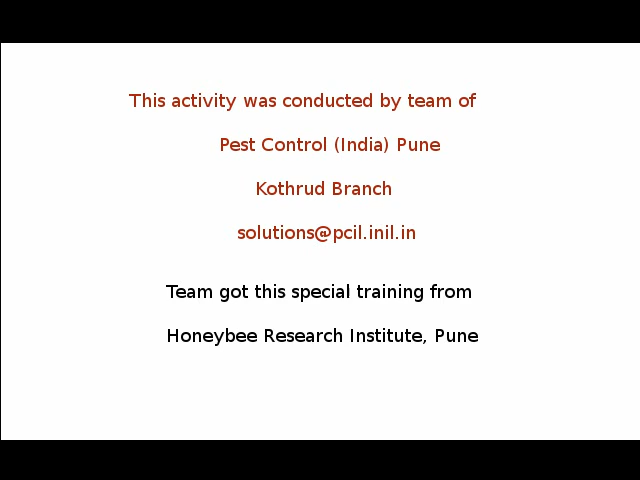 This activity was conducted by team of
Pest Control (India) Pune
Kothrud Branch
solutions@pcil.inil.in
Team got this special training from
Honeybee Research Institute, Pune